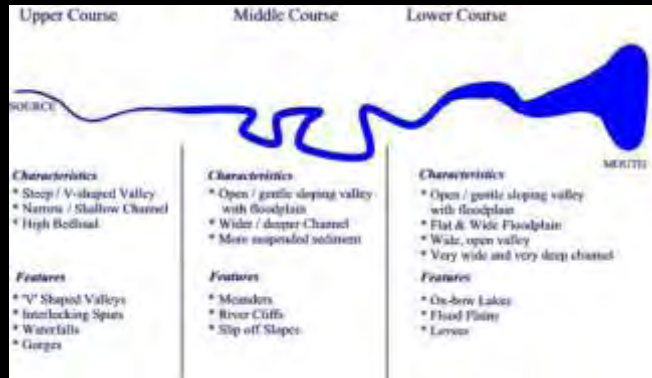 Upper Course
Middle Course
Lower Course
SOURCE
MOUTH
Characteristics
* Steep / V-shaped Valley
* Narrow / Shallow Channel
* High Bedload
Features
* 'V' Shaped Valleys
* Interlocking Spurs
* Waterfalls
* Gorges
Characteristics
* Open / gentle sloping valley
with floodplain
* Wider / deeper Channel
* More suspended sediment
Features
* Meanders
* River Cliffs
* Slip off Slopes
Characteristics
* Open / gentle sloping valley
with floodplain
* Flat & Wide Floodplain
* Wide, open valley
* Very wide and very deep channel
Features
* Ox-bow Lakes
* Flood Plains
* Levees